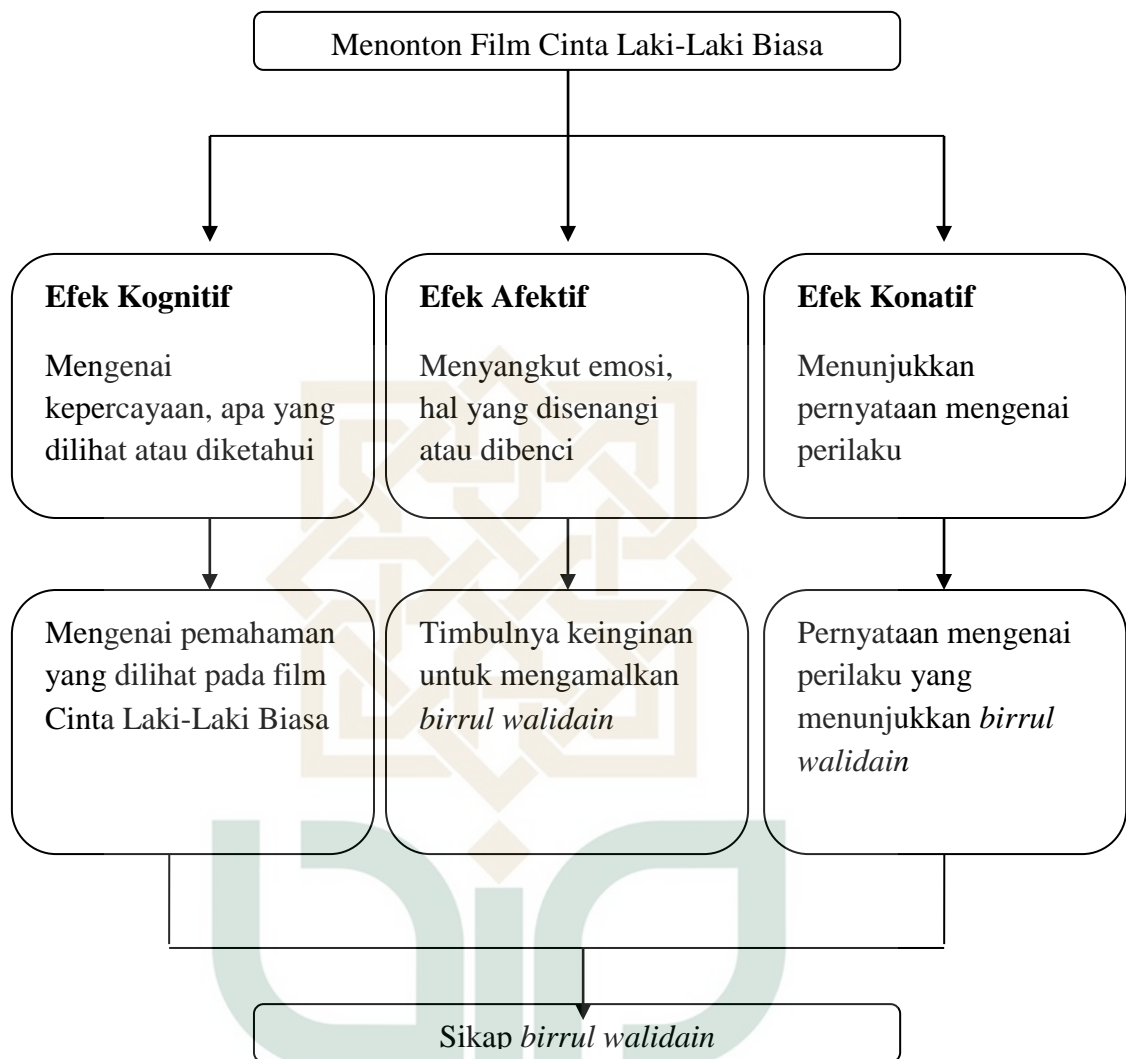 Menonton Film Cinta Laki-Laki Biasa
Efek Kognitif
Mengenai
kepercayaan, apa yang
dilihat atau diketahui
Efek Afektif
Menyangkut emosi,
hal yang disenangi
atau dibenci
Efek Konatif
Menunjukkan
pernyataan mengenai
perilaku
Mengenai pemahaman
yang dilihat pada film
Cinta Laki-Laki Biasa
Timbulnya keinginan
untuk mengamalkan
birrul walidain
Pernyataan mengenai
perilaku yang
menunjukkan birrul
walidain
Sikap birrul walidain